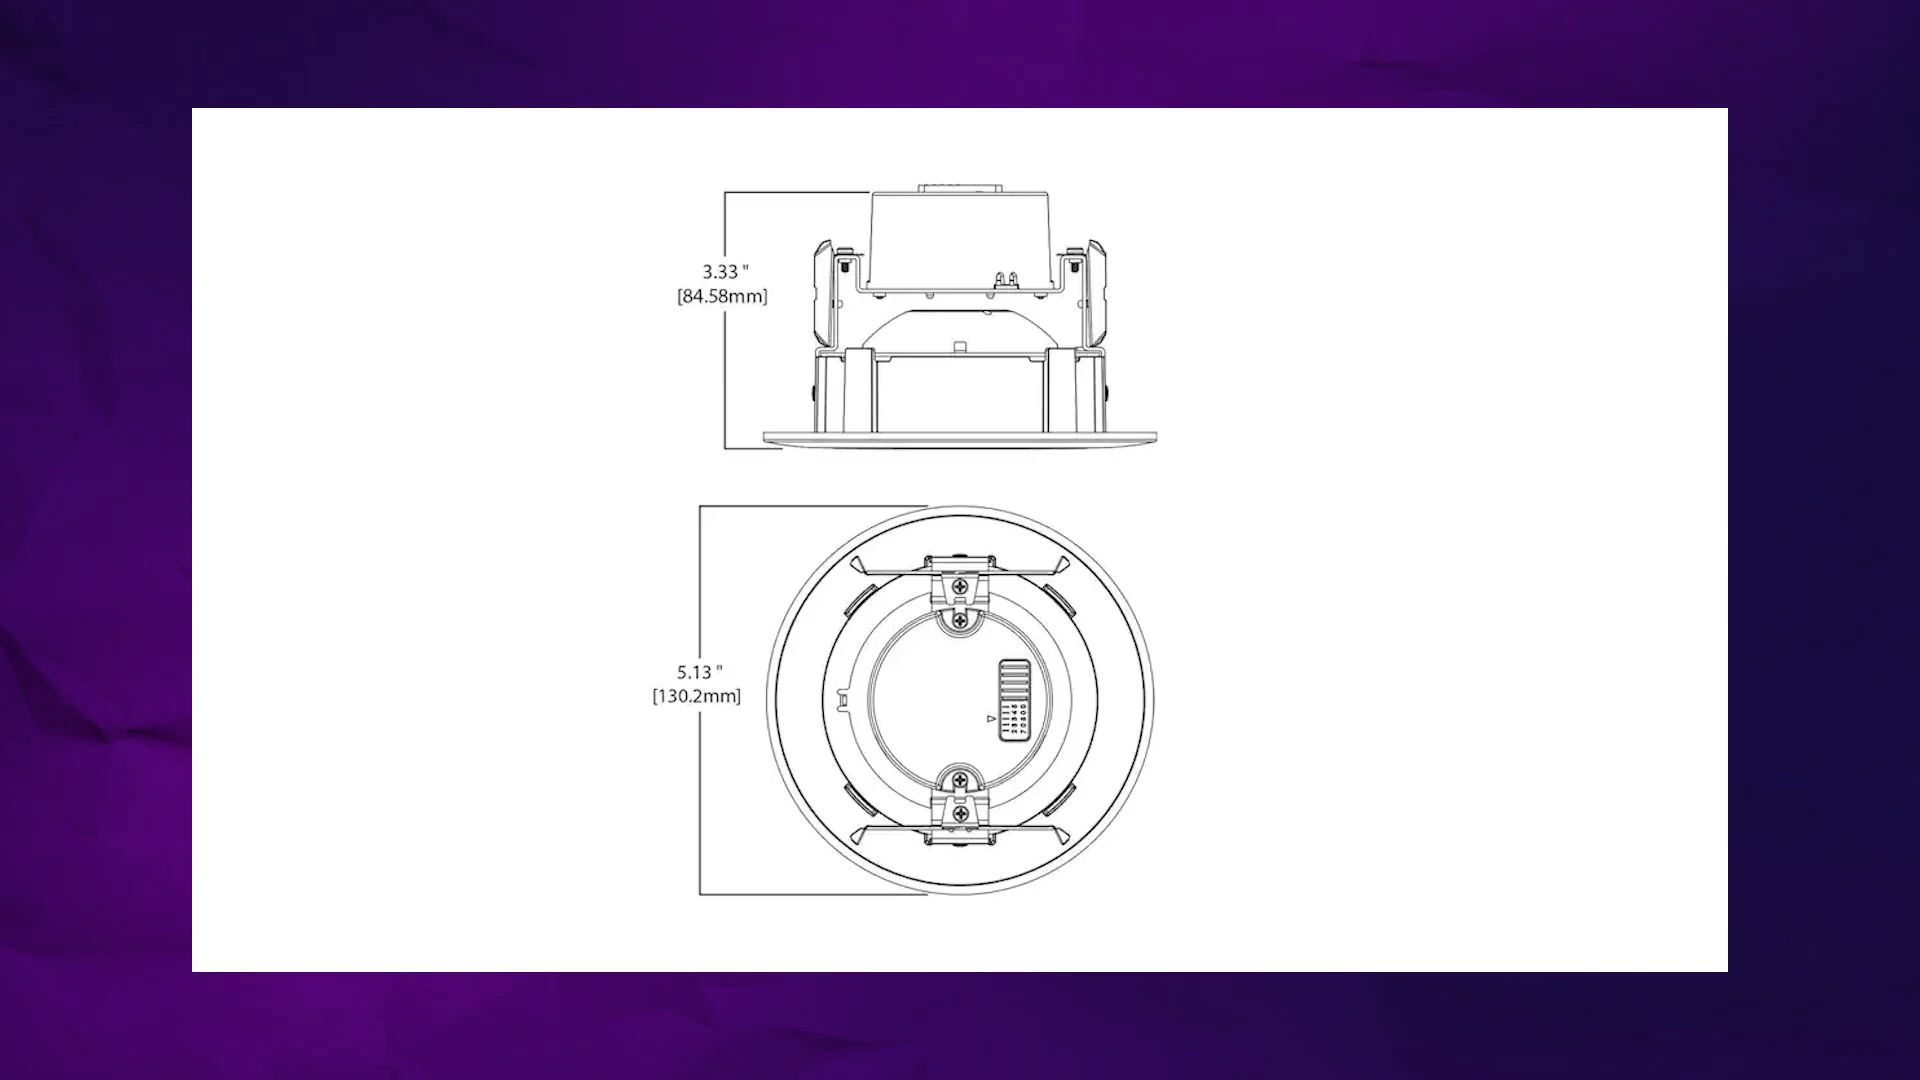 3.33 "
[84.58mm]
5.13 "
[130.2mm]